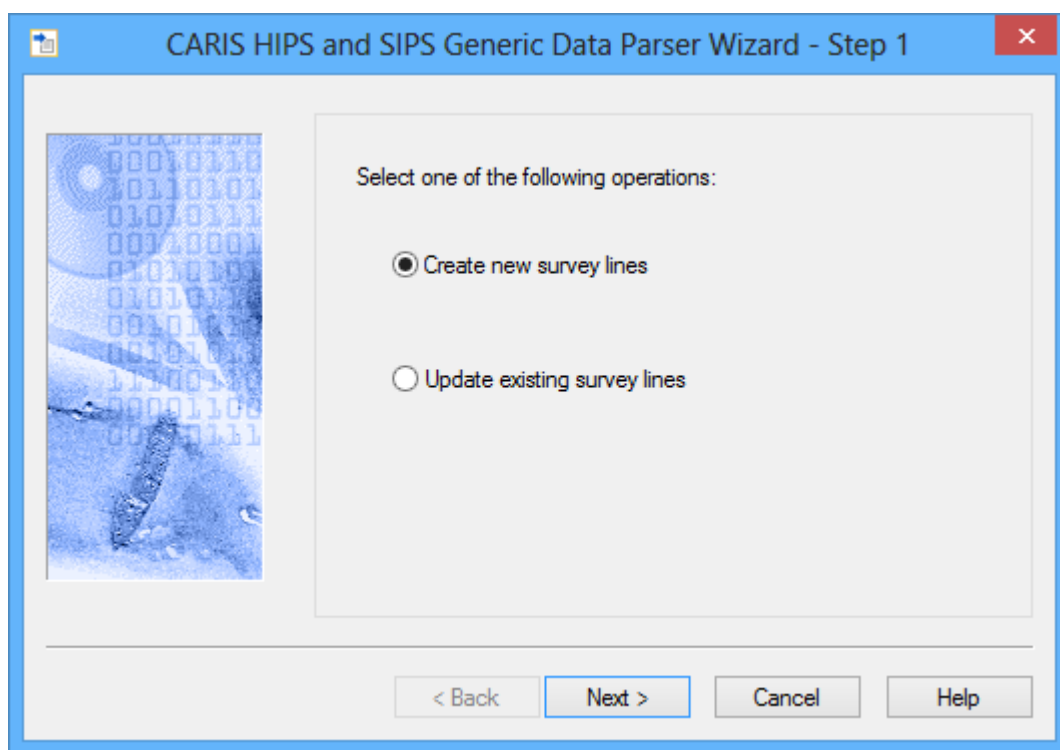 CARIS HIPS and SIPS Generic Data Parser Wizard - Step 1
Select one of the following operations:
Create new survey lines
Update existing survey lines
< Back Next > Cancel Help